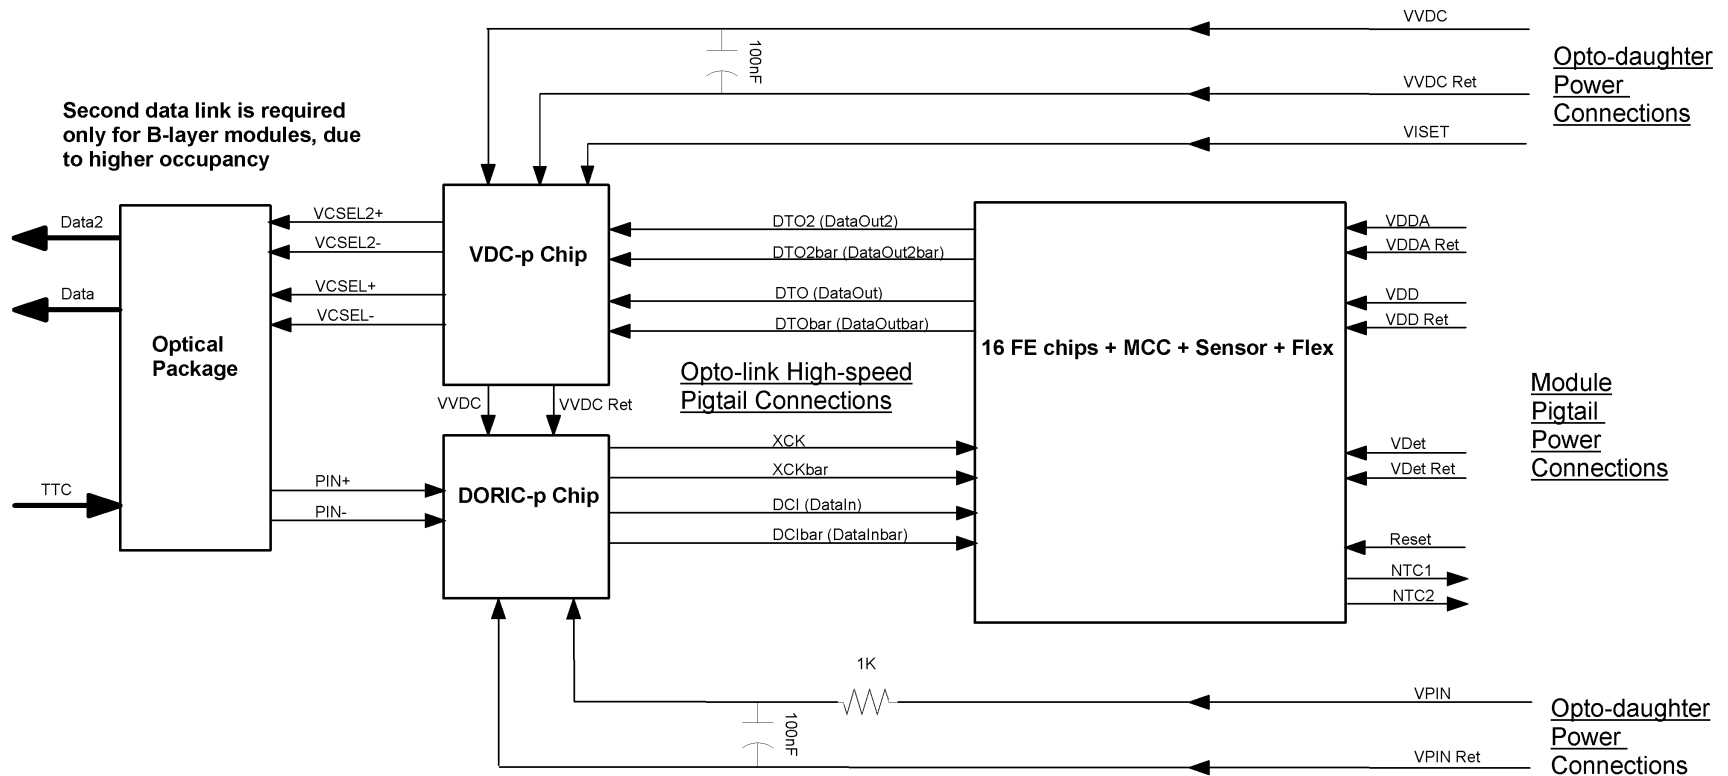 VVDC
100nF
VVDC Ret
VISET
Opto-daughter
Power
Connections
Second data link is required
only for B-layer modules, due
to higher occupancy
Data2
Data
TTC
Optical
Package
VCSEL2+
VCSEL2-
VCSEL+
VCSEL-
PIN+
PIN-
VDC-p Chip
VVDC
VVDC Ret
DORIC-p Chip
DTO2 (DataOut2)
DTO2bar (DataOut2bar)
DTO (DataOut)
DTObar (DataOutbar)
Opto-link High-speed
Pigtail Connections
XCK
XCKbar
DCI (DataIn)
DCIbar (DataInbar)
16 FE chips + MCC + Sensor + Flex
VDDA
VDDA Ret
VDD
VDD Ret
VDet
VDet Ret
Reset
NTC1
NTC2
Module
Pigtail
Power
Connections
1K
100nF
VPIN
VPIN Ret
Opto-daughter
Power
Connections